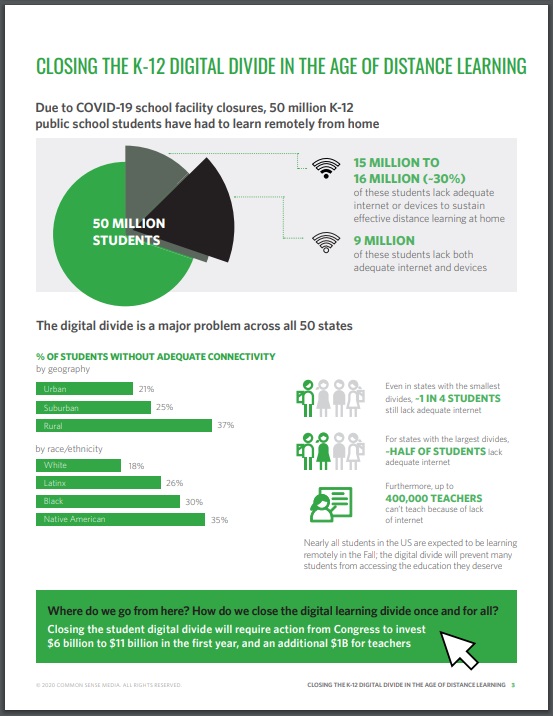 CLOSING THE K-12 DIGITAL DIVIDE IN THE AGE OF DISTANCE LEARNING
Due to COVID-19 school facility closures, 50 million K-12
public school students have had to learn remotely from home
50 MILLION
STUDENTS
15 MILLION TO
16 MILLION (~30%)
of these students lack adequate
internet or devices to sustain
effective distance learning at home
9 MILLION
of these students lack both
adequate internet and devices
The digital divide is a major problem across all 50 states
% OF STUDENTS WITHOUT ADEQUATE CONNECTIVITY
by geography
Urban 21%
Suburban 25%
Rural 37%
by race/ethnicity
White 18%
Latinx 26%
Black 30%
Native American 35%
Even in states with the smallest
divides, ~1 IN 4 STUDENTS
still lack adequate internet
For states with the largest divides,
~HALF OF STUDENTS lack
adequate internet
Furthermore, up to
400,000 TEACHERS
can't teach because of lack
of internet
Nearly all students in the US are expected to be learning
remotely in the Fall; the digital divide will prevent many
students from accessing the education they deserve
Where do we go from here? How do we close the digital learning divide once and for all?
Closing the student digital divide will require action from Congress to invest
$6 billion to $11 billion in the first year, and an additional $1B for teachers
© 2020 COMMON SENSE MEDIA. ALL RIGHTS RESERVED.
CLOSING THE K-12 DIGITAL DIVIDE IN THE AGE OF DISTANCE LEARNING 3